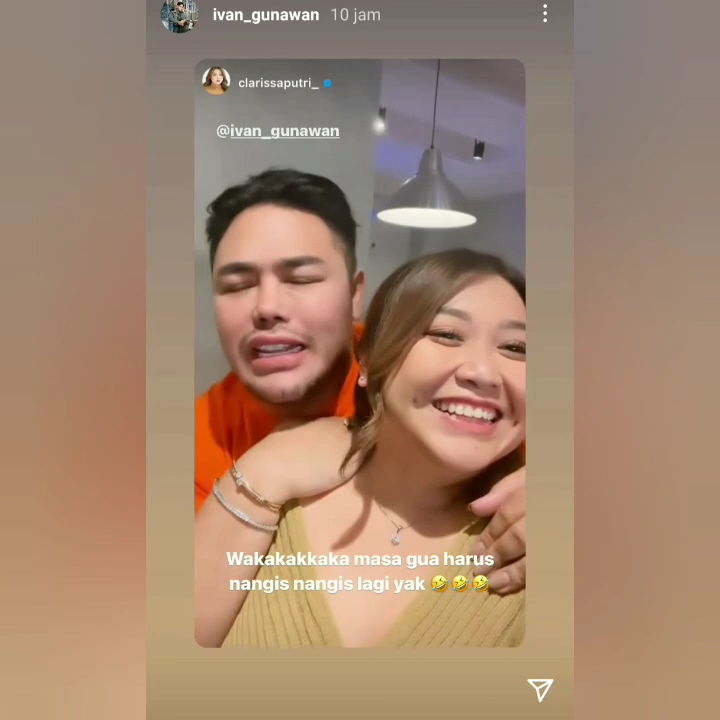 ivan_gunawan 10 jam
clarissaputri_
@ivan_gunawan
Wakakakkaka masa gua harus
nangis nangis lagi yak 🤣🤣🤣